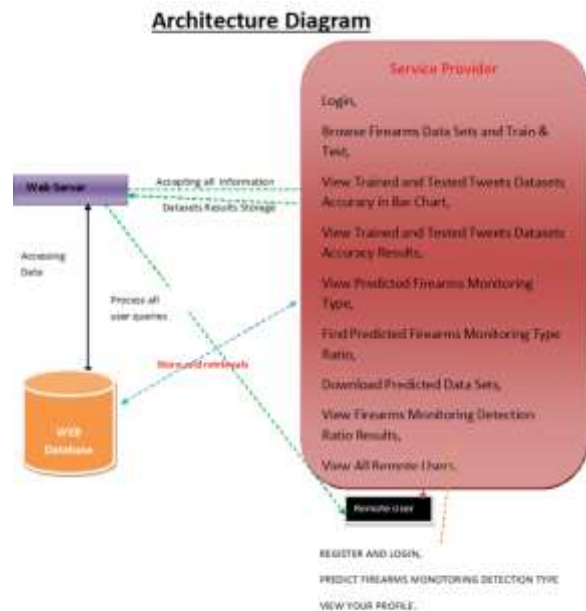 Architecture Diagram
Service Provider
Login,
Browse Firearms Data Sets and Train &
Test,
View Trained and Tested Tweets Datasets
Accuracy in Bar Chart,
View Trained and Tested Tweets Datasets
Accuracy Results,
View Predicted Firearms Monitoring
Type,
Find Predicted Firearms Monitoring Type
Ratio,
Download Predicted Data Sets,
View Firearms Monitoring Detection
Ratio Results,
View All Remote Users.
Web Server
Accepting all Information
Datasets Results Storage
Accessing
Data
Process all
user queries
Store and retrievals
WEB
Database
Remote User
REGISTER AND LOGIN,
PREDICT FIREARMS MONOTORING DETECTION TYPE
VIEW YOUR PROFILE.